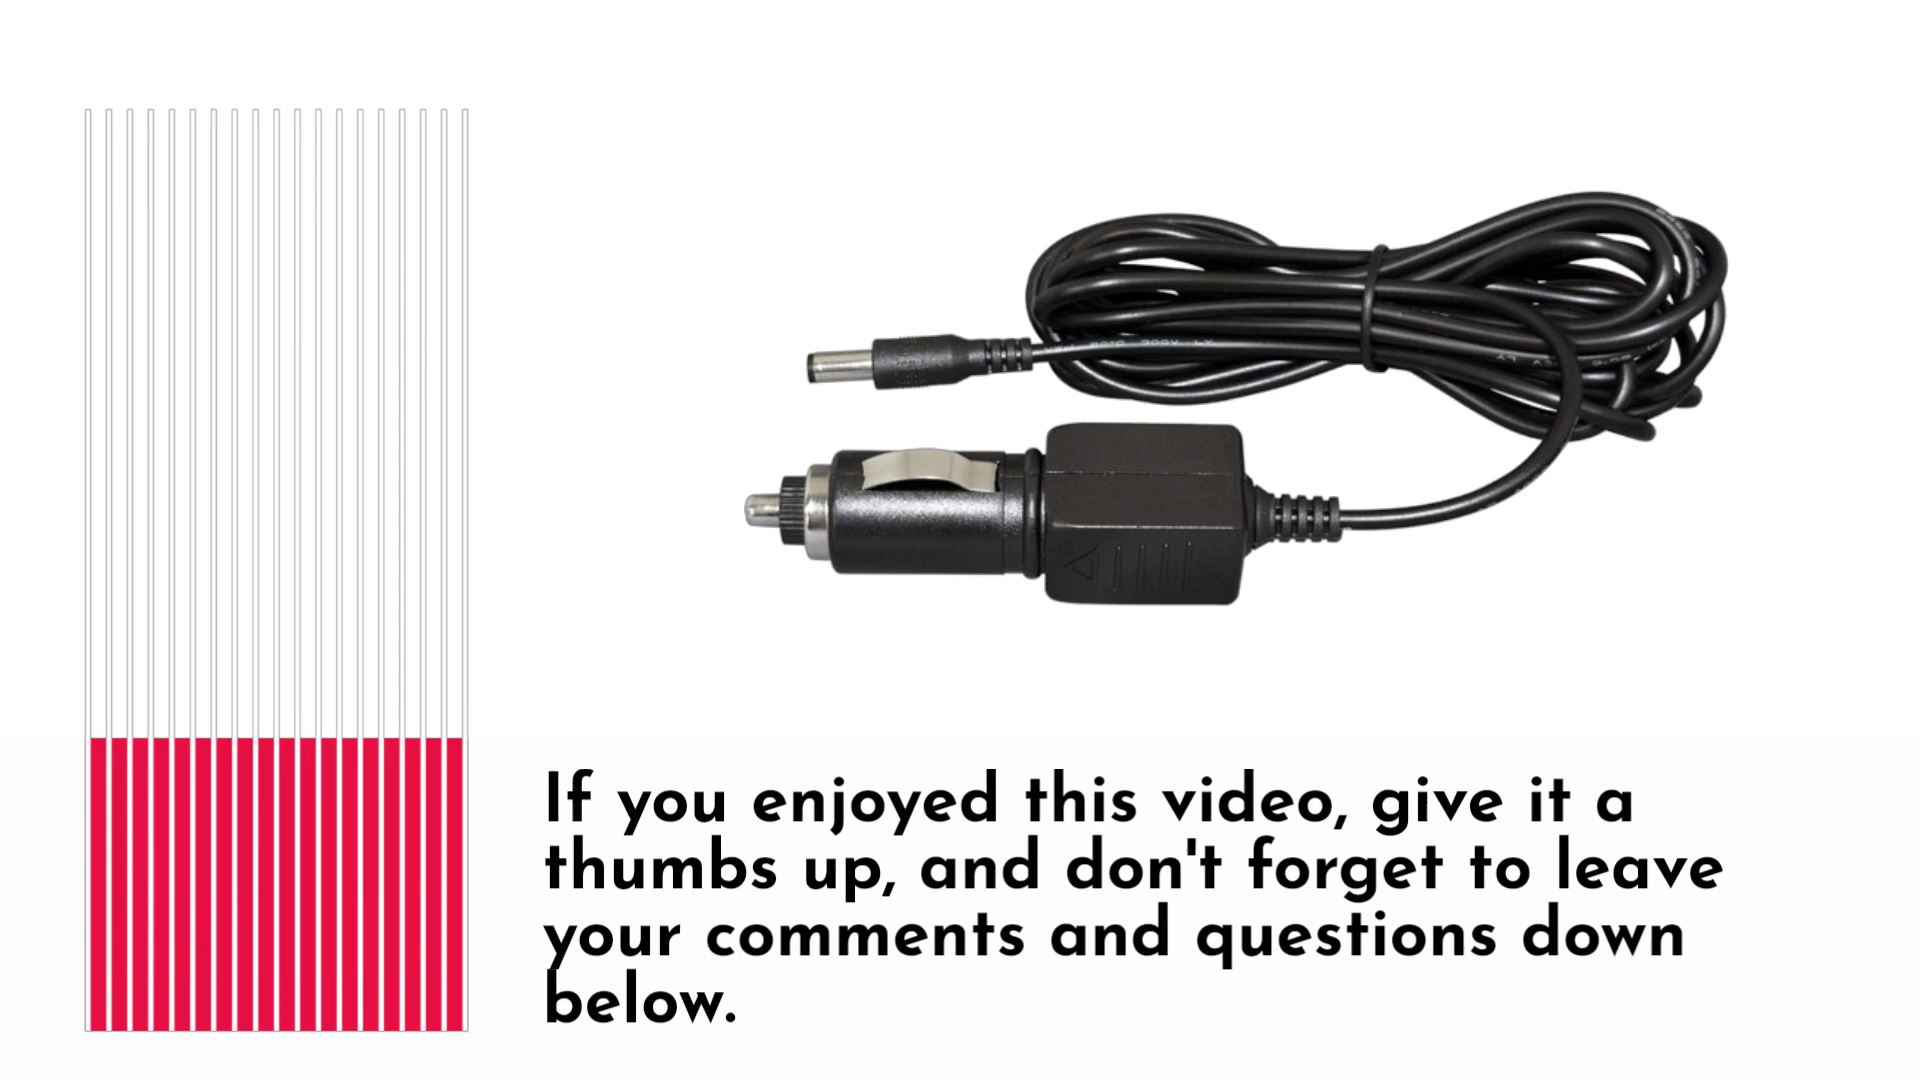 If you enjoyed this video, give it a
thumbs up, and don't forget to leave
your comments and questions down
below.